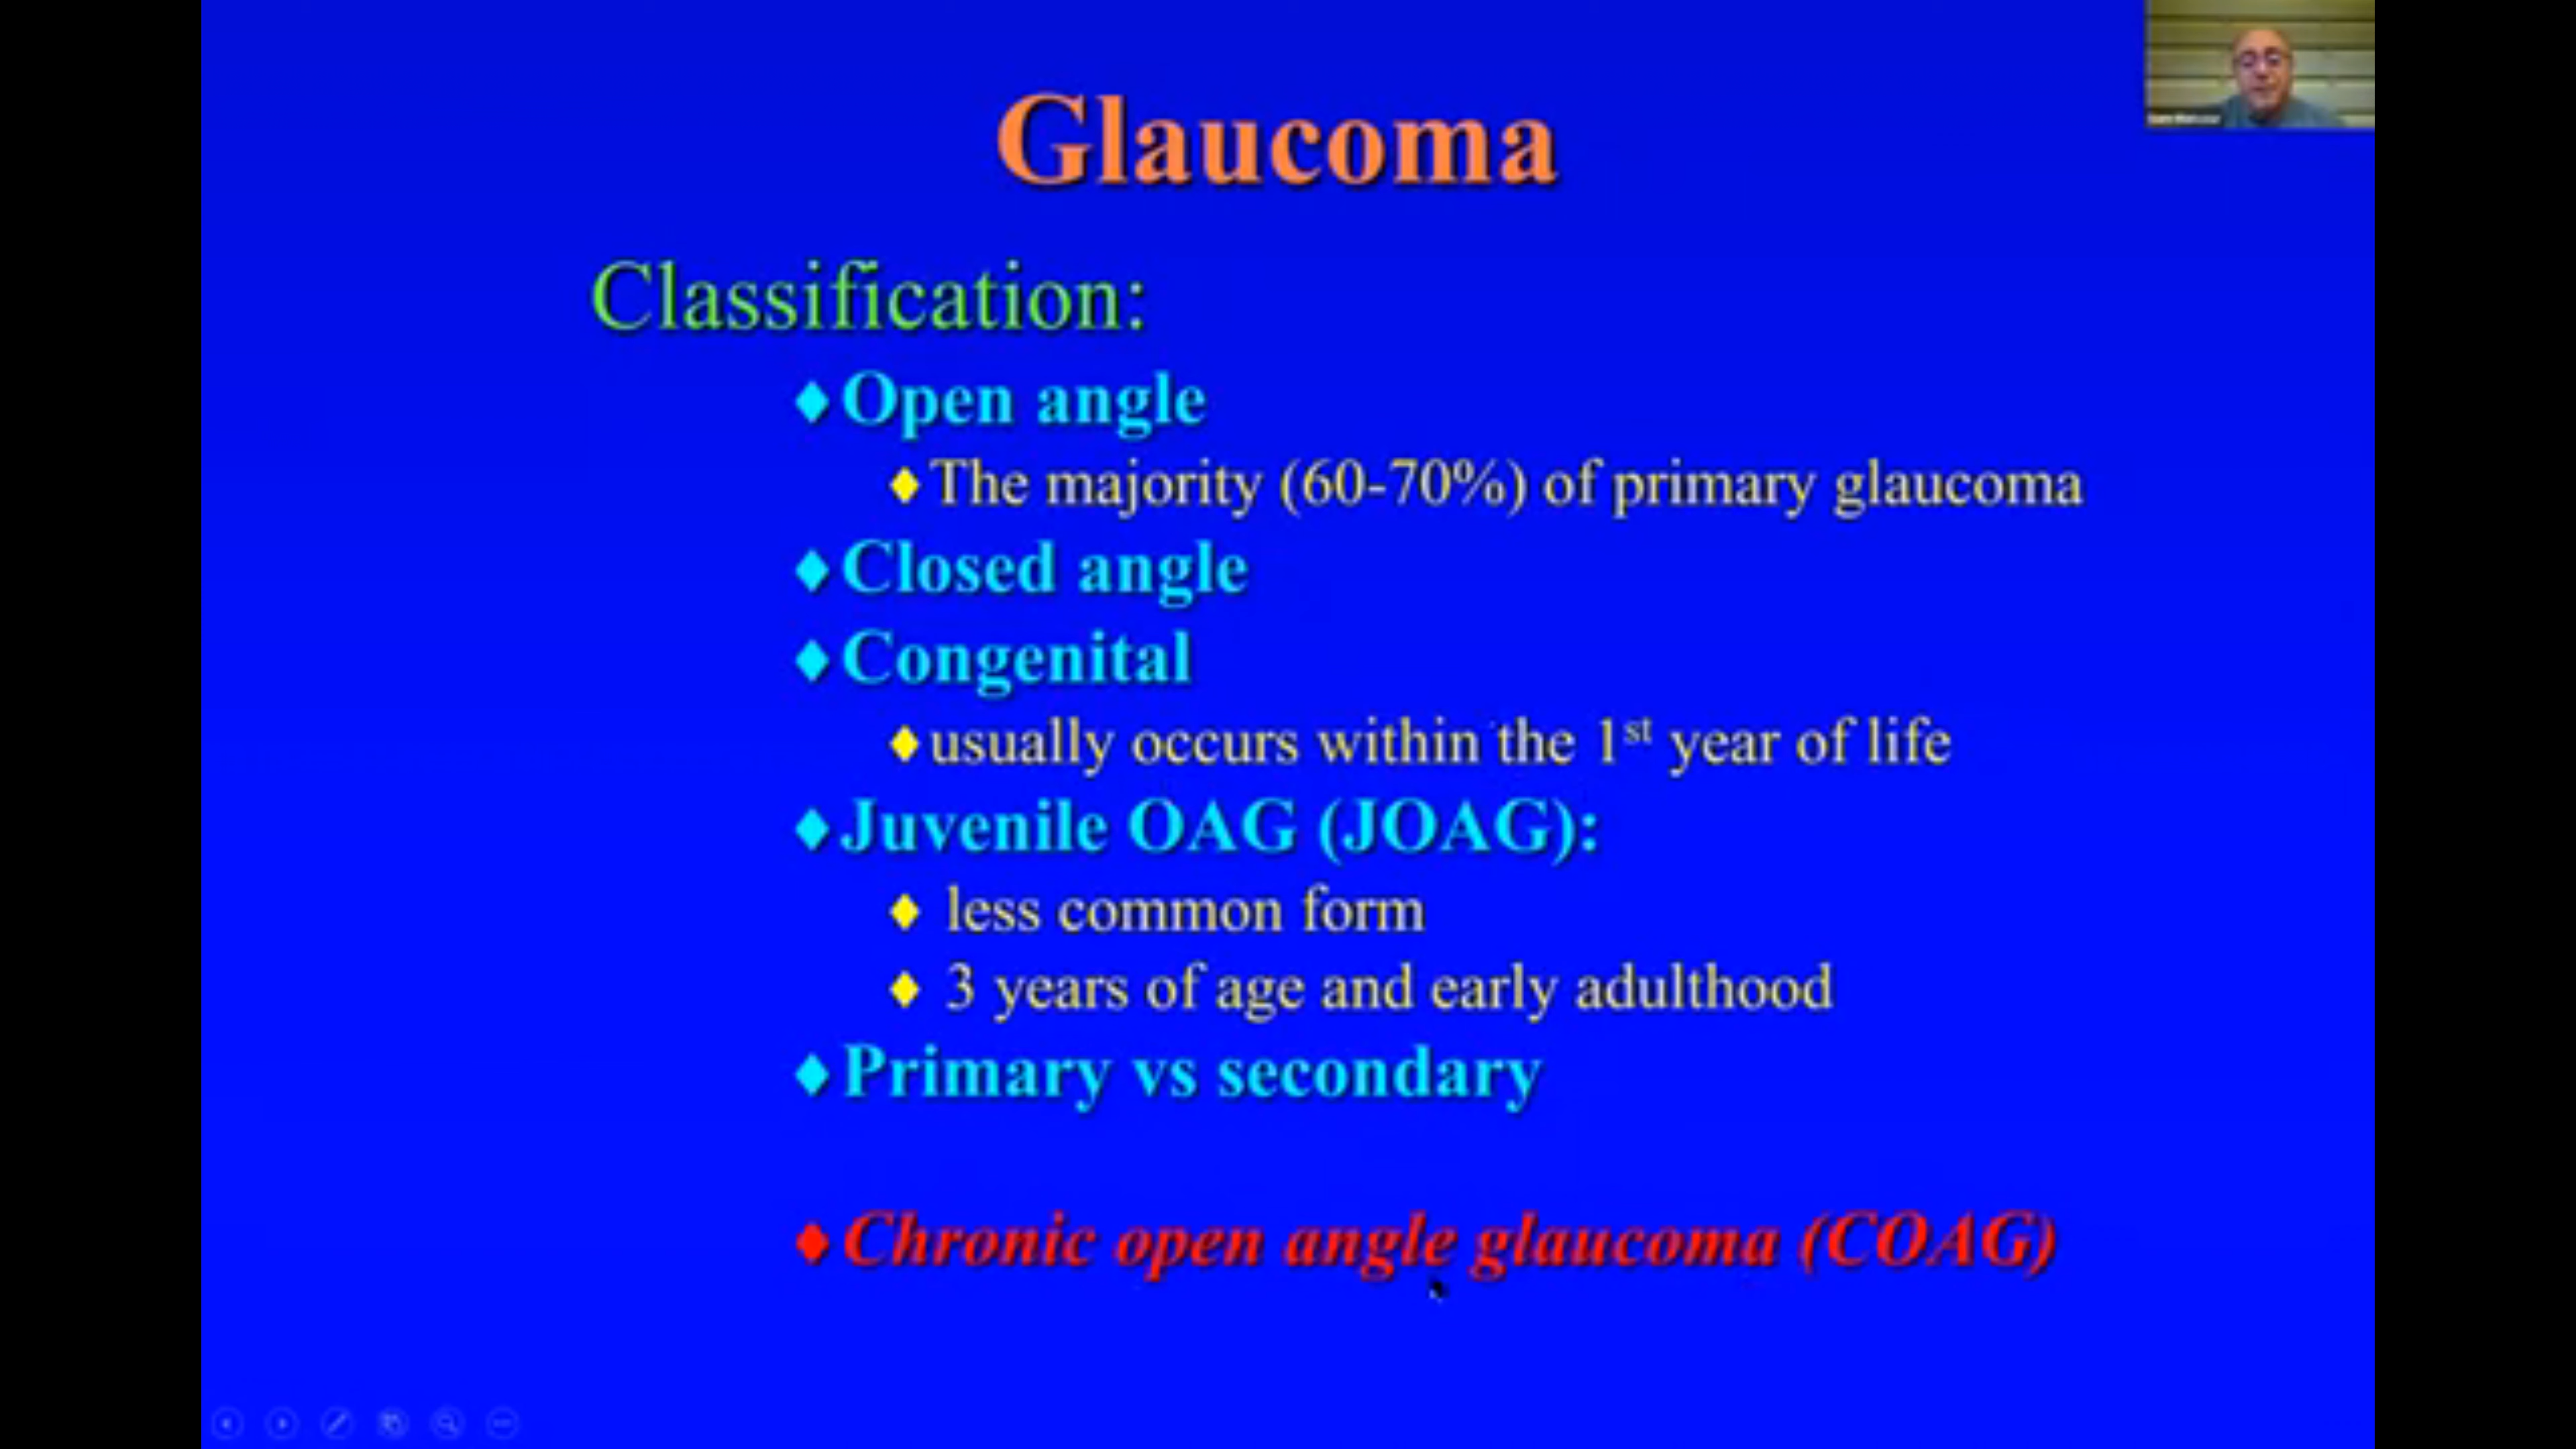 Glaucoma
Classification:
♦Open angle
♦The majority (60-70%) of primary glaucoma
♦Closed angle
♦Congenital
♦usually occurs within the 1st year of life
♦Juvenile OAG (JOAG):
♦ less common form
♦ 3 years of age and early adulthood
♦Primary vs secondary
♦Chronic open angle glaucoma (COAG)